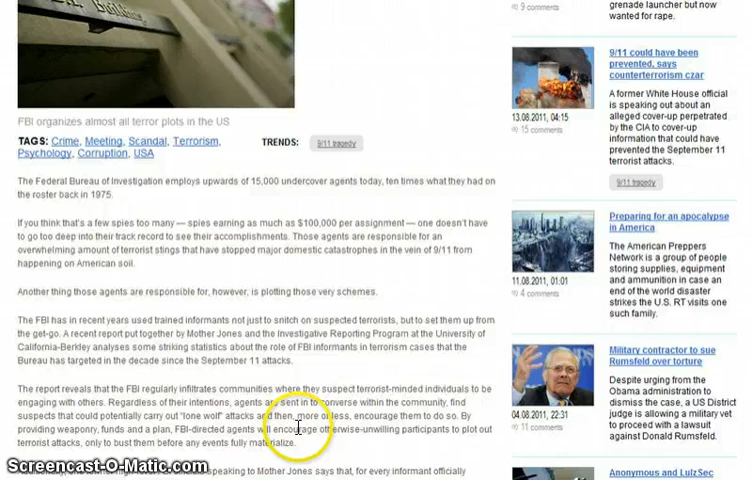 FBI organizes almost all terror plots in the US
TAGS: Crime, Meeting, Scandal, Terrorism,
Psychology, Corruption, USA
TRENDS: 9/11 tragedy
The Federal Bureau of Investigation employs upwards of 15,000 undercover agents today, ten times what they had on
the roster back in 1975.
If you think that's a few spies too many — spies earning as much as $100,000 per assignment — one doesn't have
to go too deep into their track record to see their accomplishments. Those agents are responsible for an
overwhelming amount of terrorist stings that have stopped major domestic catastrophes in the vein of 9/11 from
happening on American soil.
Another thing those agents are responsible for, however, is plotting those very schemes.
The FBI has in recent years used trained informants not just to snitch on suspected terrorists, but to set them up from
the get-go. A recent report put together by Mother Jones and the Investigative Reporting Program at the University of
California-Berkley analyses some striking statistics about the role of FBI informants in terrorism cases that the
Bureau has targeted in the decade since the September 11 attacks.
The report reveals that the FBI regularly infiltrates communities where they suspect terrorist-minded individuals to be
engaging with others. Regardless of their intentions, agents are sent in to converse within the community, find
suspects that could potentially carry out "lone wolf" attacks and then, more or less, encourage them to do so. By
providing weaponry, funds and a plan, FBI-directed agents will encourage otherwise-unwilling participants to plot out
terrorist attacks, only to bust them before any events fully materialize.
speaking to Mother Jones says that, for every informant officially
grenade launcher but now
wanted for rape.
9 comments
9/11 could have been
prevented, says
counterterrorism czar
13.08.2011, 04:15
15 comments
A former White House official
is speaking out about an
alleged cover-up perpetrated
by the CIA to cover-up
information that could have
prevented the September 11
terrorist attacks.
9/11 tragedy
Preparing for an apocalypse
in America
11.08.2011, 01:01
4 comments
The American Preppers
Network is a group of people
storing supplies, equipment
and ammunition in case an
end of the world disaster
strikes the U.S. RT visits one
such family.
Military contractor to sue
Rumsfeld over torture
04.08.2011, 22:31
11 comments
Despite urging from the
Obama administration to
dismiss the case, a US District
judge is allowing a military vet
to proceed with a lawsuit
against Donald Rumsfeld.
Anonymous and LulzSec
Screencast-O-Matic.com